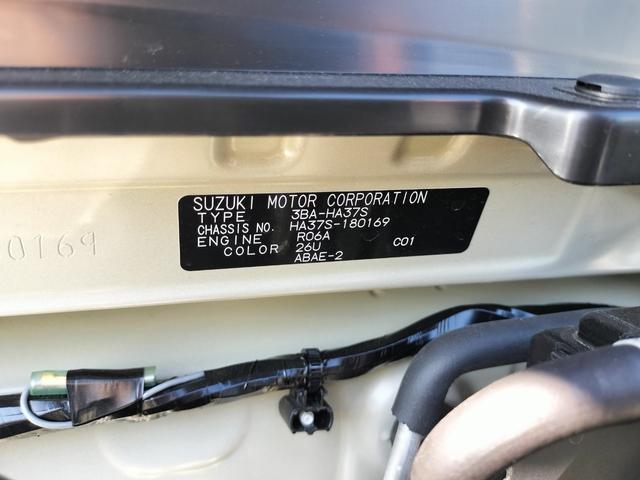 SUZUKI MOTOR CORPORATION
TYPE 3BA-HA37S
CHASSIS NO. HA37S-180169
ENGINE R06A C01
COLOR 26U
ABAE-2
0169